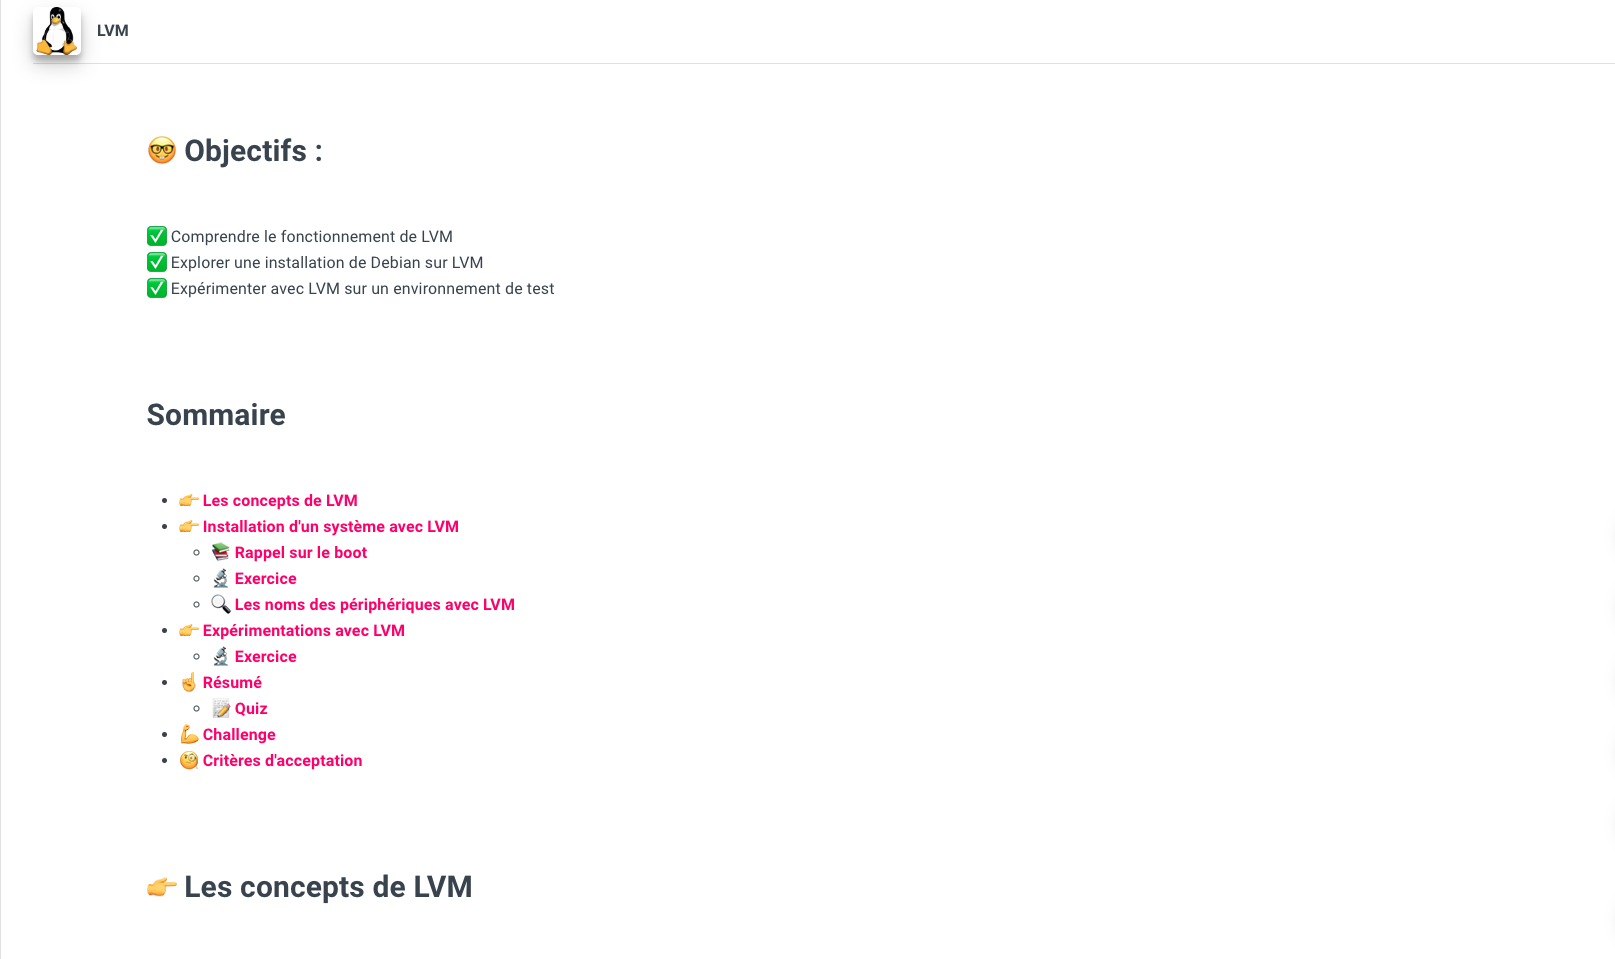 LVM
🤓 Objectifs :
✅ Comprendre le fonctionnement de LVM
✅ Explorer une installation de Debian sur LVM
✅ Expérimenter avec LVM sur un environnement de test
Sommaire
👉 Les concepts de LVM
👉 Installation d'un système avec LVM
📚 Rappel sur le boot
🔬 Exercice
🔍 Les noms des périphériques avec LVM
👉 Expérimentations avec LVM
🔬 Exercice
☝️ Résumé
📝 Quiz
💪 Challenge
🧐 Critères d'acceptation
👉 Les concepts de LVM